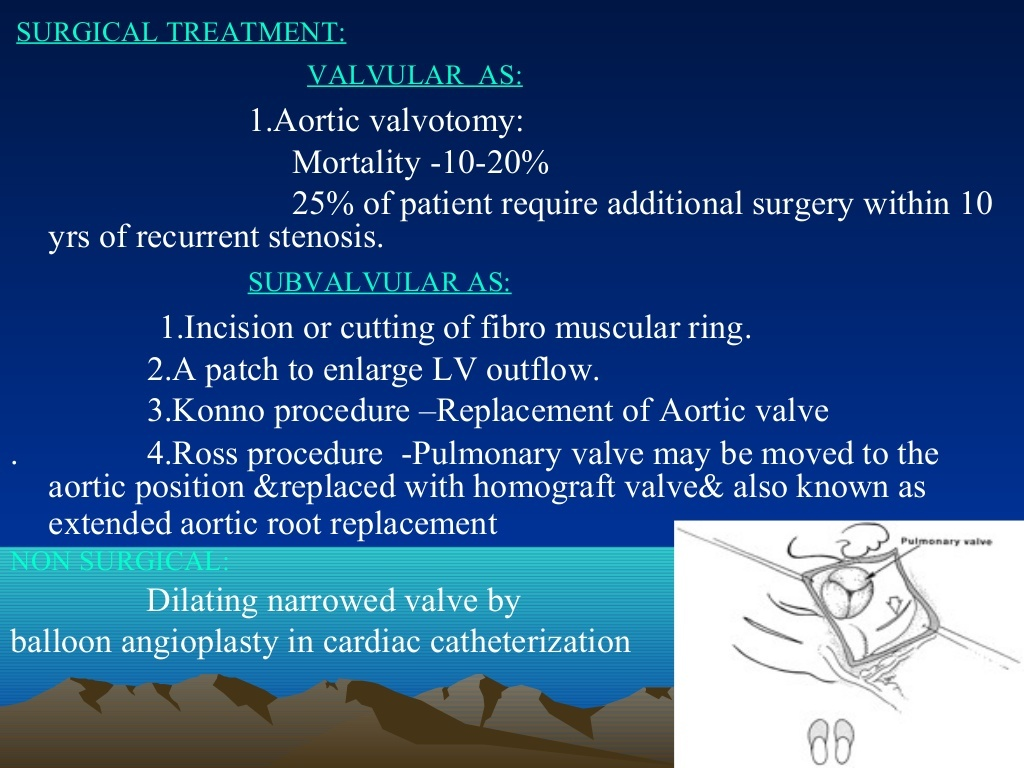 SURGICAL TREATMENT:
VALVULAR AS:
1.Aortic valvotomy:
Mortality -10-20%
25% of patient require additional surgery within 10
yrs of recurrent stenosis.
SUBVALVULAR AS:
1.Incision or cutting of fibro muscular ring.
2.A patch to enlarge LV outflow.
3.Konno procedure –Replacement of Aortic valve
. 4.Ross procedure -Pulmonary valve may be moved to the
aortic position &replaced with homograft valve& also known as
extended aortic root replacement
NON SURGICAL:
Dilating narrowed valve by
balloon angioplasty in cardiac catheterization
Pulmonary valve